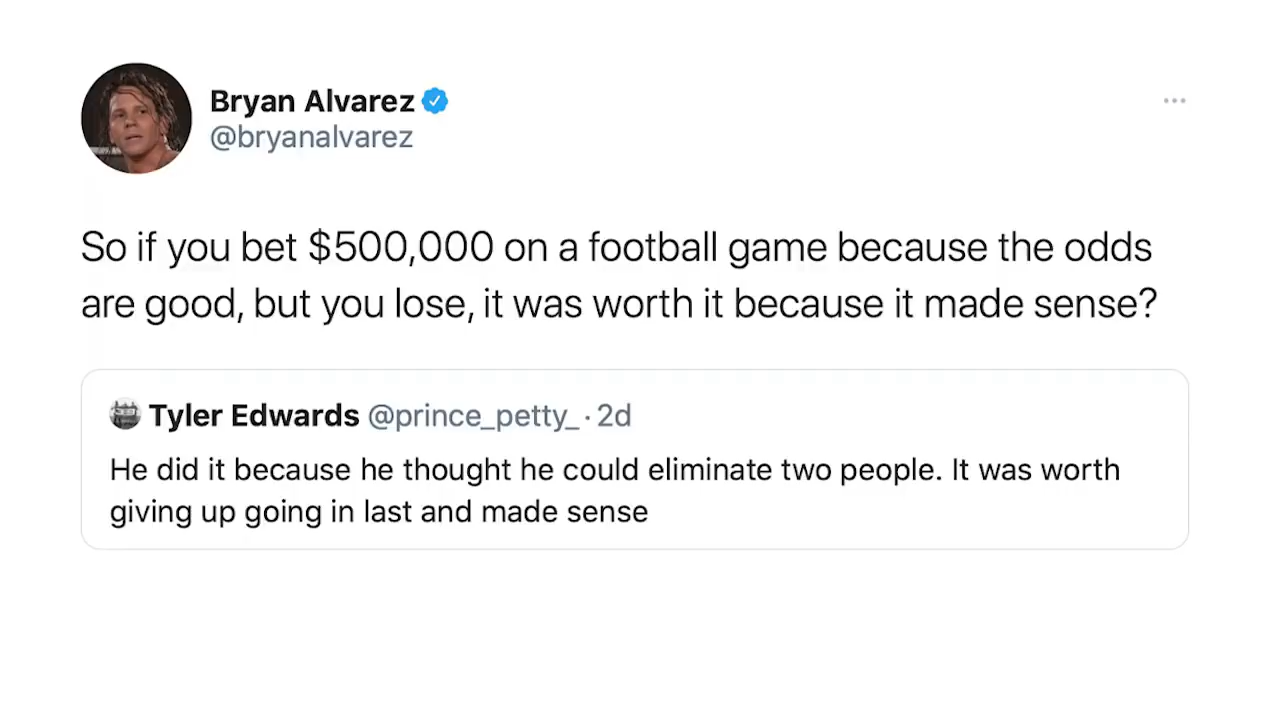 Bryan Alvarez
@bryanalvarez
So if you bet $500,000 on a football game because the odds
are good, but you lose, it was worth it because it made sense?
Tyler Edwards @prince_petty_ · 2d
He did it because he thought he could eliminate two people. It was worth
giving up going in last and made sense